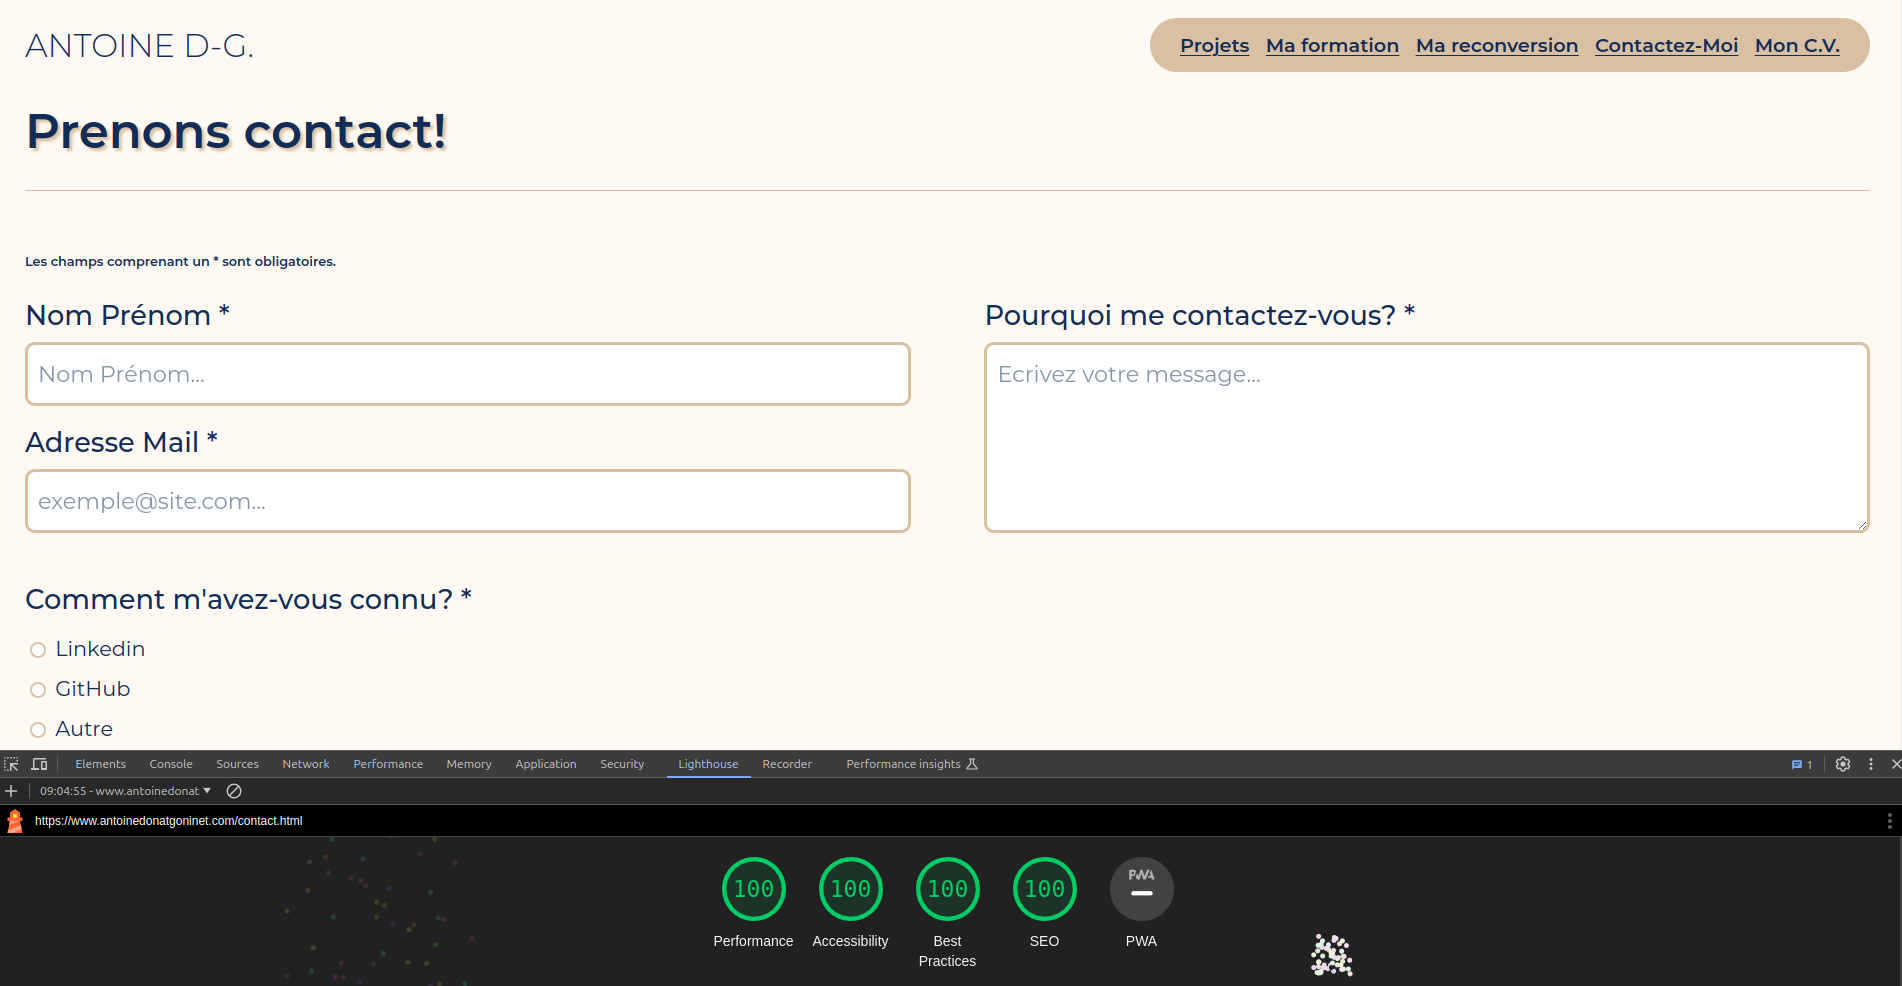 ANTOINE D-G.
Projets Ma formation Ma reconversion Contactez-Moi Mon C.V.
Prenons contact!
Les champs comprenant un * sont obligatoires.
Nom Prénom *
Nom Prénom...
Adresse Mail *
exemple@site.com...
Pourquoi me contactez-vous? *
Ecrivez votre message...
Comment m'avez-vous connu? *
Linkedin
GitHub
Autre
Elements Console Sources Network Performance Memory Application Security Lighthouse Recorder Performance insights 1
09:04:55 - www.antoinedonat
https://www.antoinedonatgoninet.com/contact.html
100 100 100 100 PWA
Performance Accessibility Best Practices SEO PWA